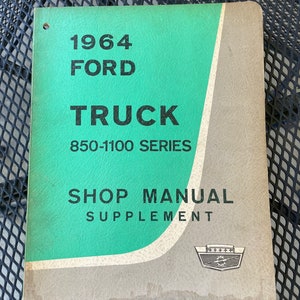 1964
FORD
TRUCK
850-1100 SERIES
SHOP MANUAL
SUPPLEMENT